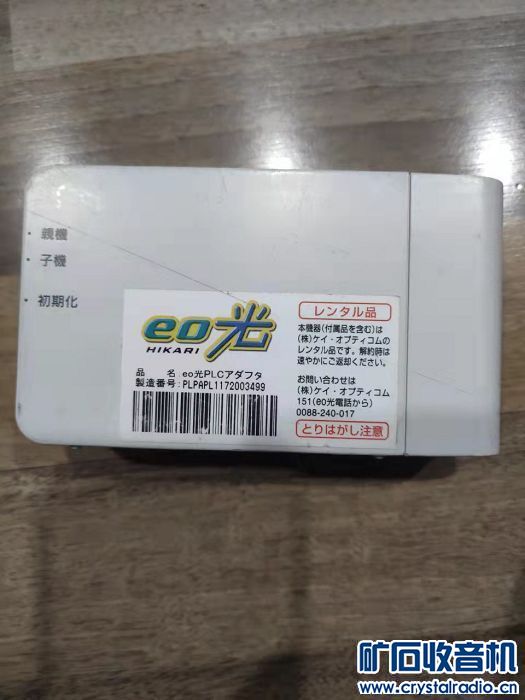 ・親機
・子機
・初期化
eo光
HIKARI
品　名:eo光PLCアダプタ
製造番号:PLPAPL1172003499
レンタル品
本機器(付属品を含む)は
(株)ケイ・オプティコムの
レンタル品です。解約時は
速やかにご返却ください。
お問い合わせは
(株)ケイ・オプティコム
151(eo光電話から)
0088-240-017
とりはがし注意
矿石收音机
www.crystalradio.cn